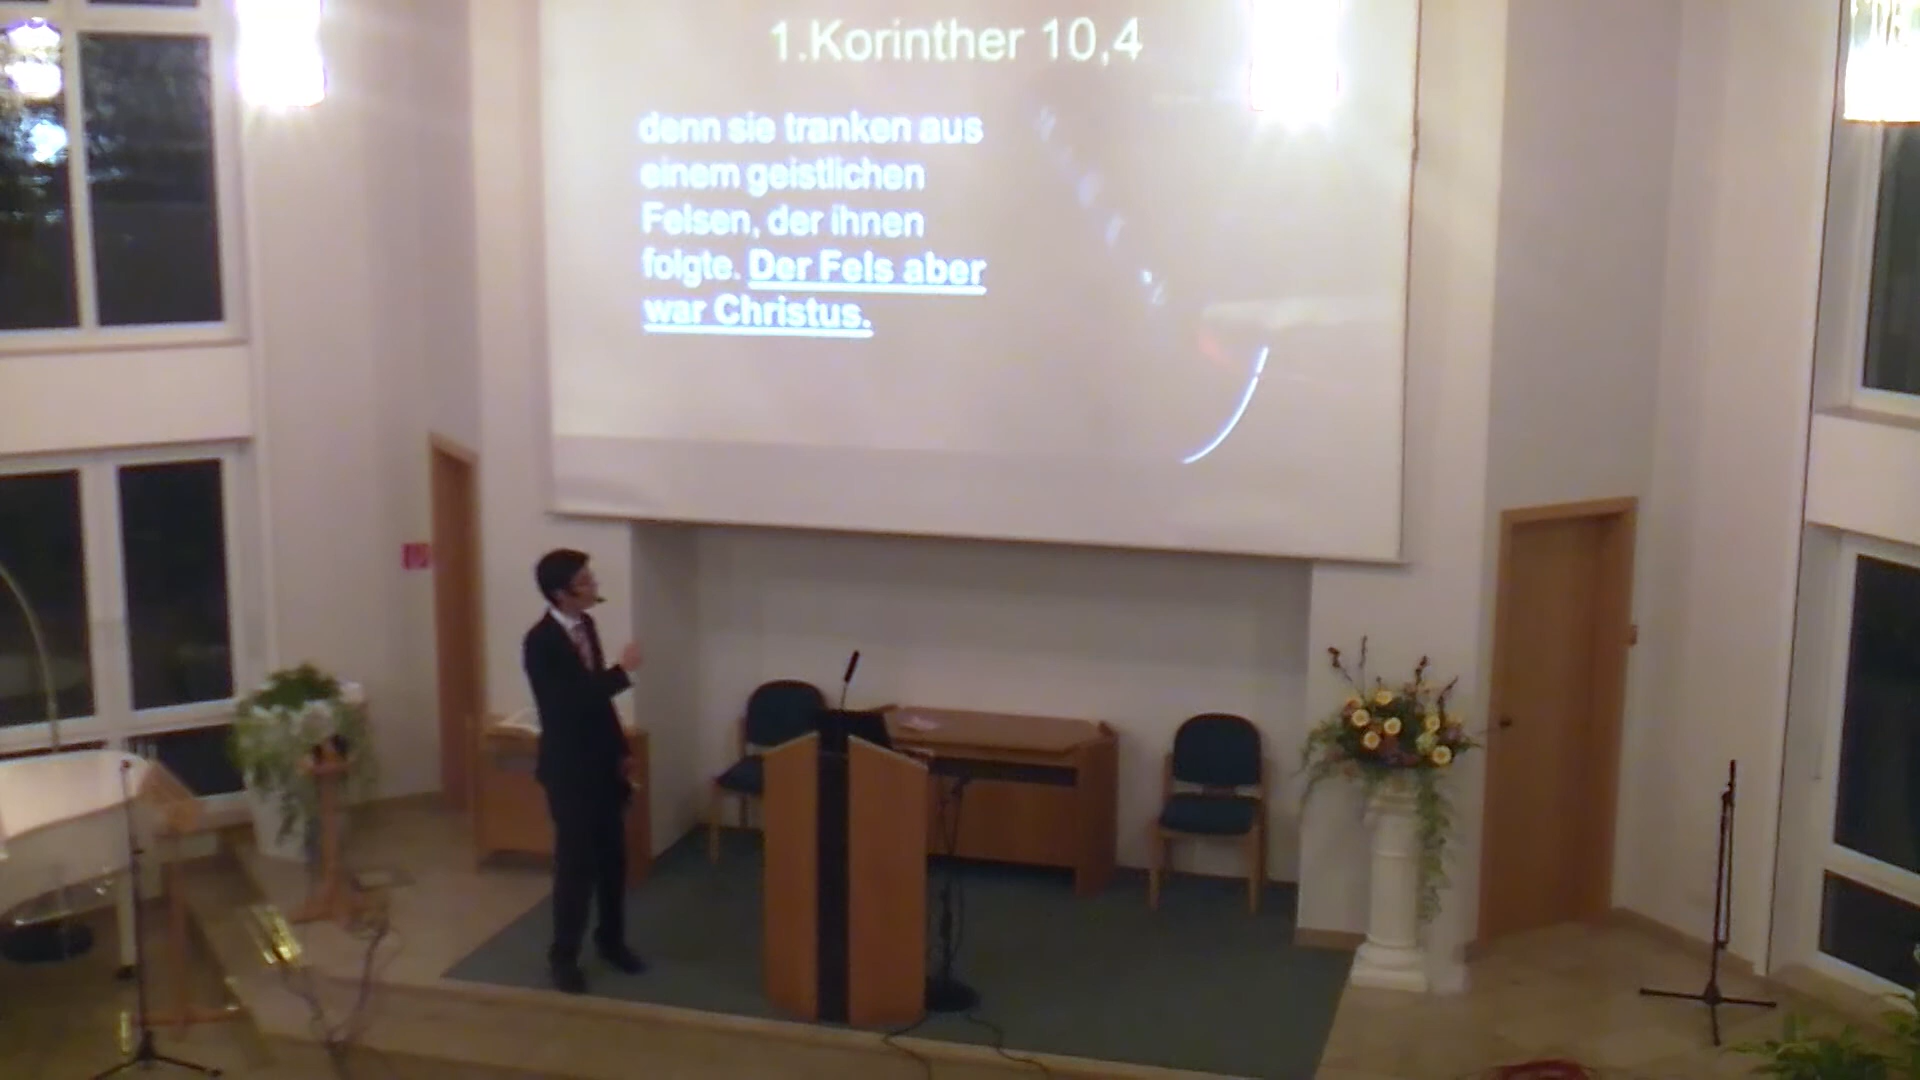 1.Korinther 10,4
denn sie tranken aus
einem geistlichen
Felsen, der ihnen
folgte. Der Fels aber
war Christus.